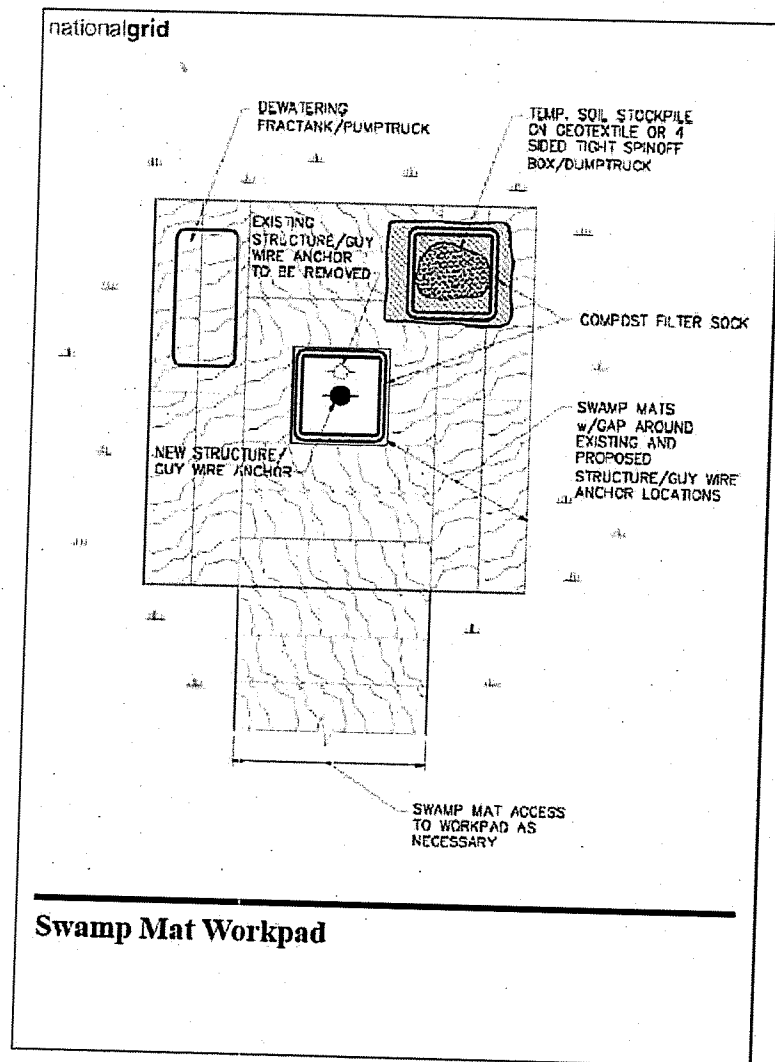 nationalgrid
DEWATERING
FRACTANK/PUMPTRUCK
TEMP. SOIL STOCKPILE
ON GEOTEXTILE OR 4
SIDED TIGHT SPINOFF
BOX/DUMPTRUCK
EXISTING
STRUCTURE/GUY
WIRE ANCHOR
TO BE REMOVED
COMPOST FILTER SOCK
SWAMP MATS
w/GAP AROUND
EXISTING AND
PROPOSED
STRUCTURE/GUY WIRE
ANCHOR LOCATIONS
NEW STRUCTURE/
GUY WIRE ANCHOR
SWAMP MAT ACCESS
TO WORKPAD AS
NECESSARY
Swamp Mat Workpad